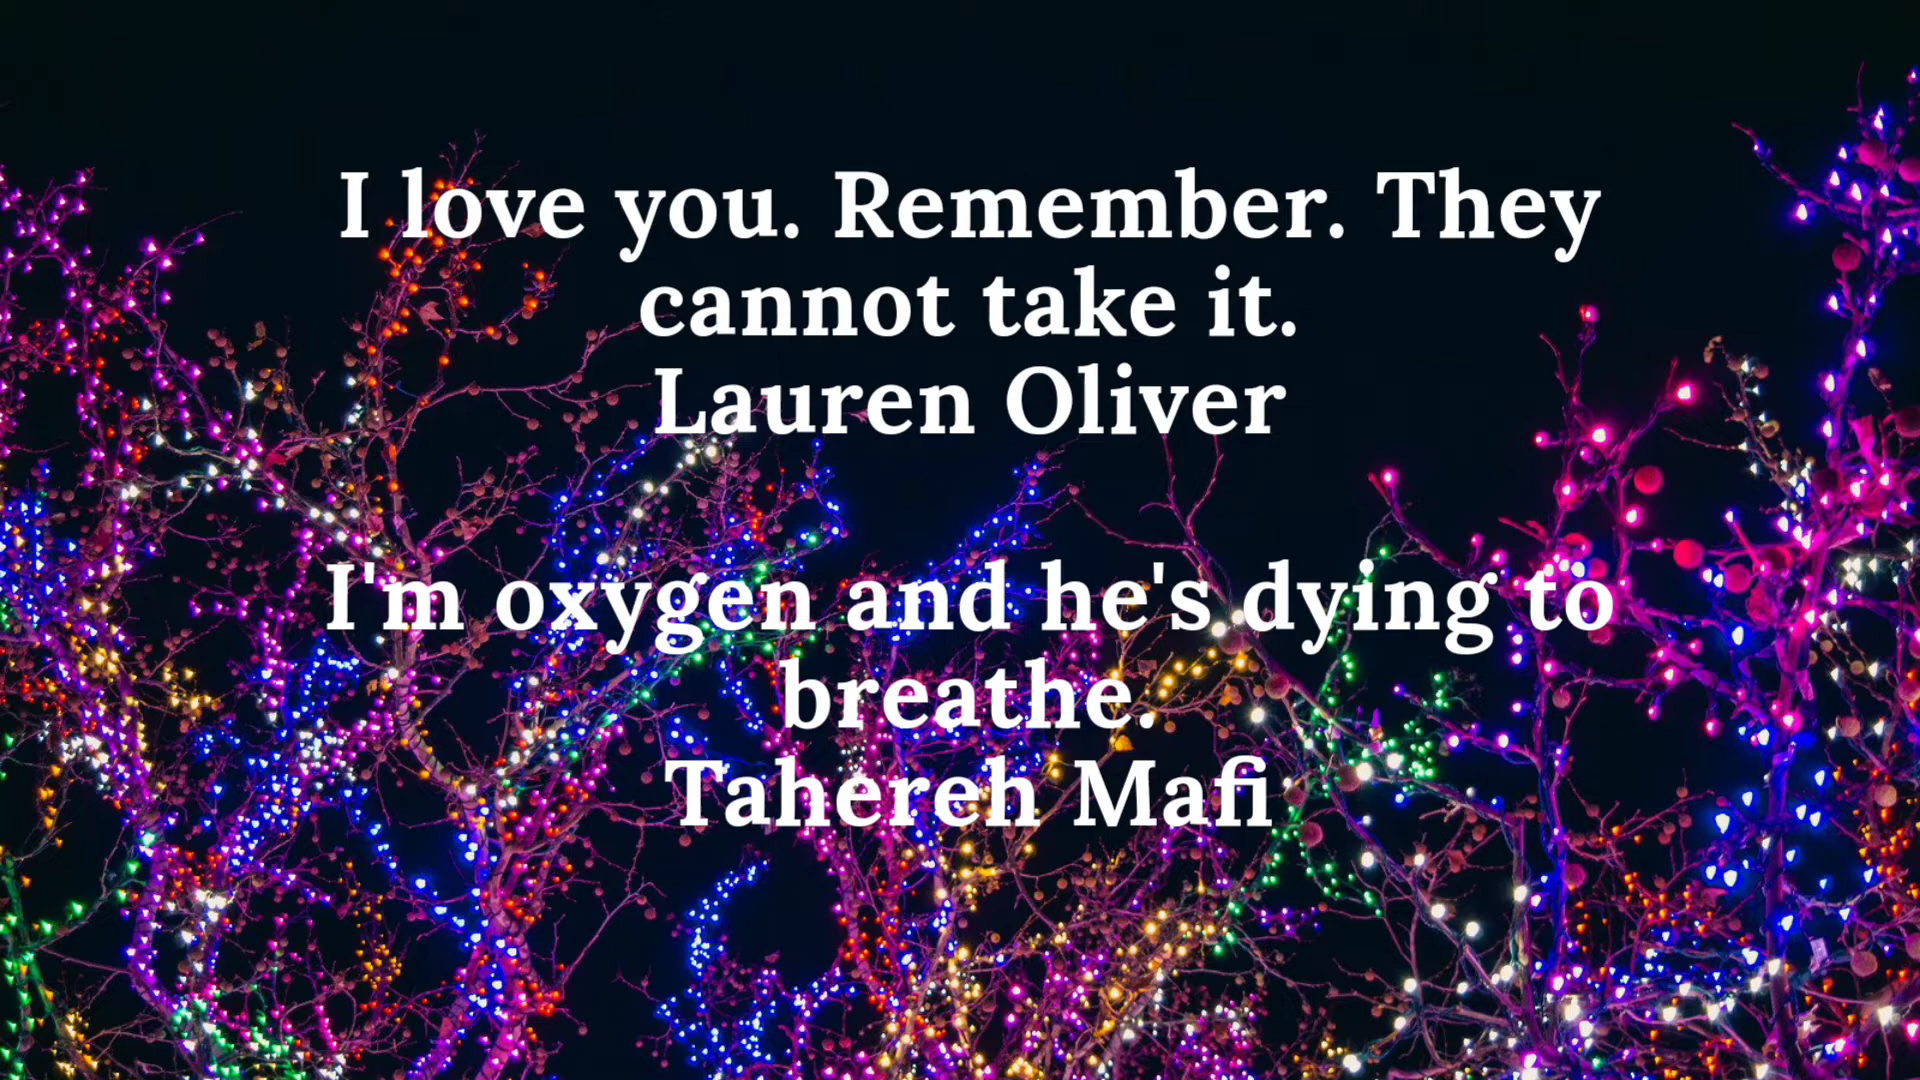 I love you. Remember. They
cannot take it.
Lauren Oliver
I'm oxygen and he's dying to
breathe.
Tahereh Mafi